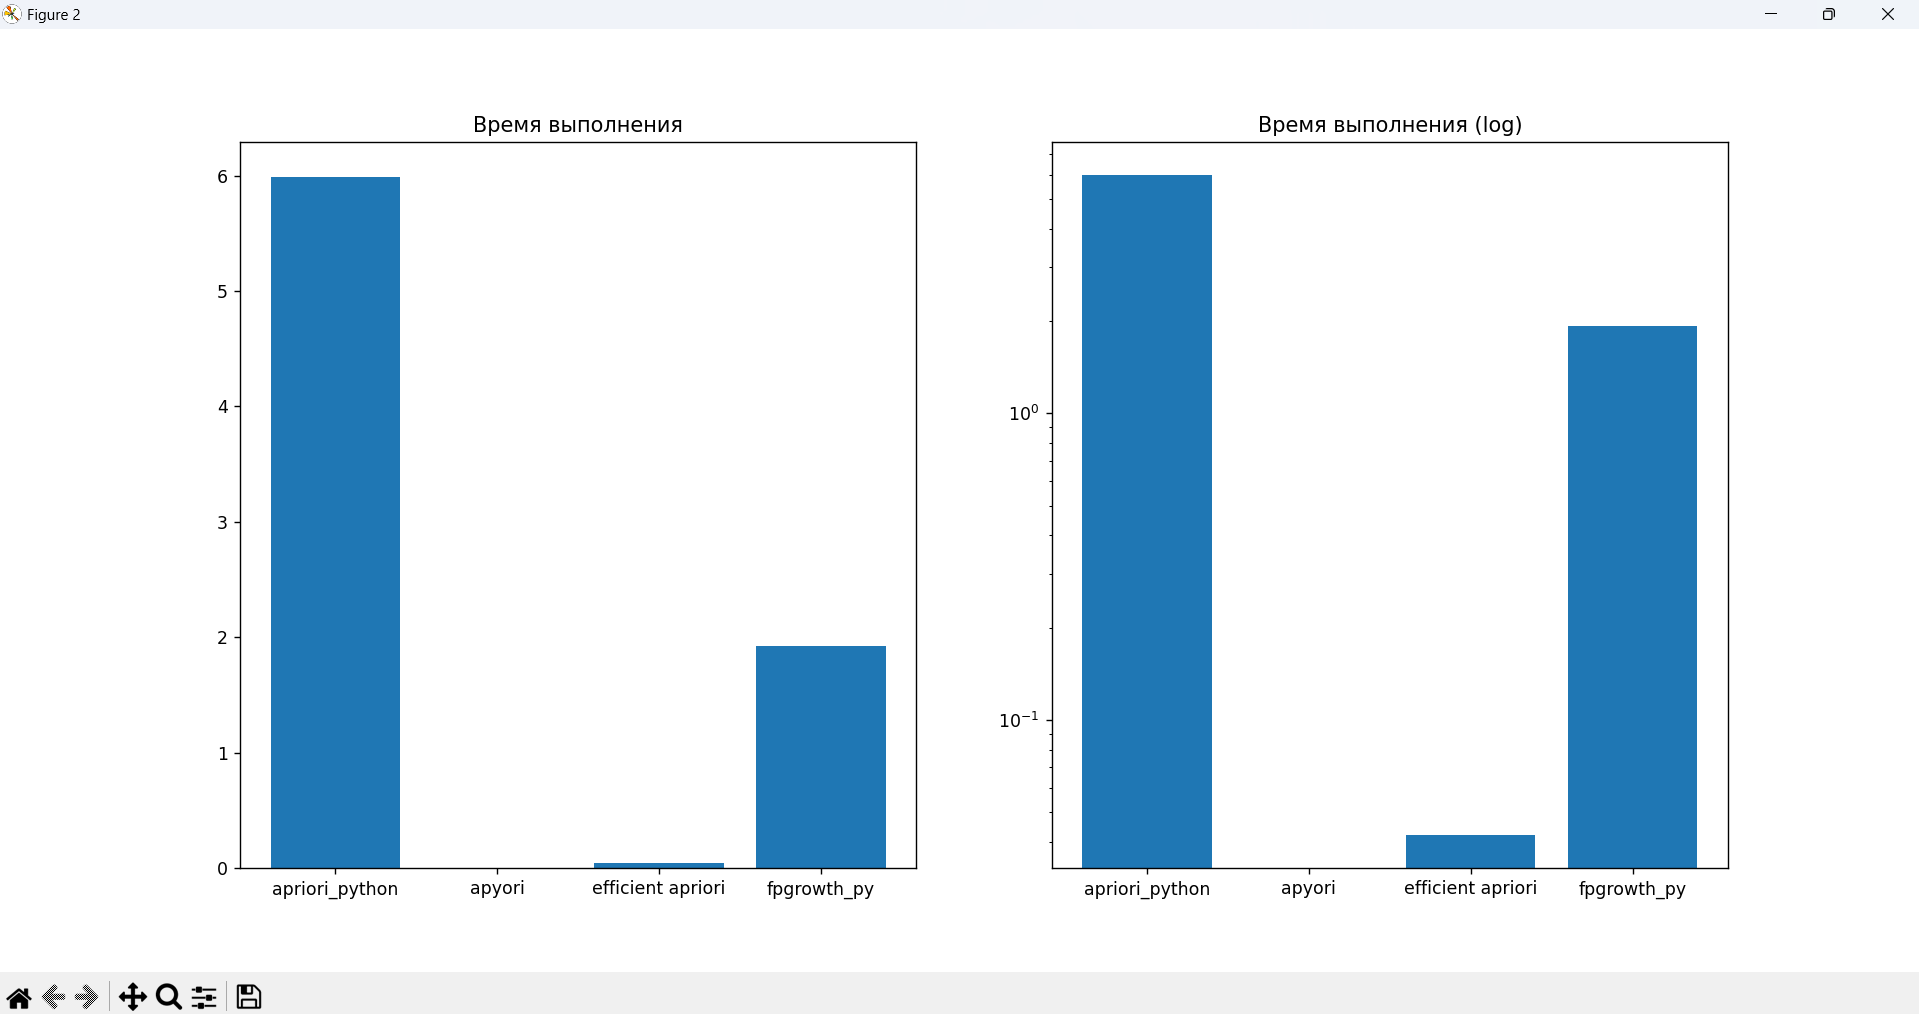 Figure 2
Время выполнения
6
5
4
3
2
1
0
apriori_python apyori efficient apriori fpgrowth_py
Время выполнения (log)
10⁰
10⁻¹
apriori_python apyori efficient apriori fpgrowth_py